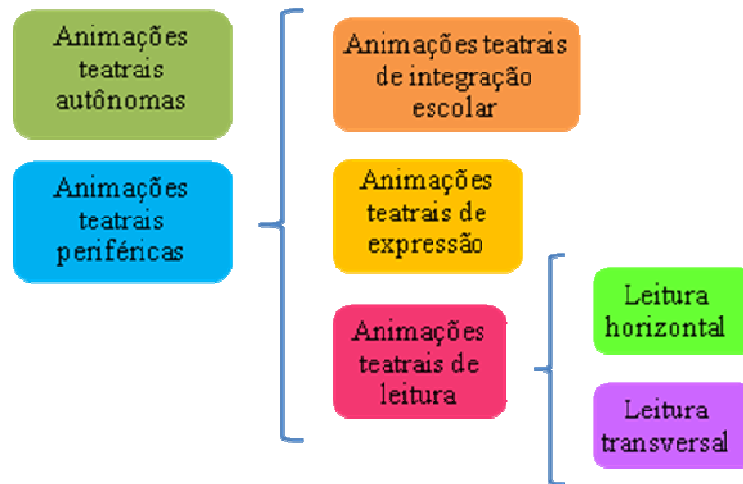 Animações
teatrais
autônomas
Animações
teatrais
periféricas
Animações teatrais
de integração
escolar
Animações
teatrais de
expressão
Animações
teatrais de
leitura
Leitura
horizontal
Leitura
transversal